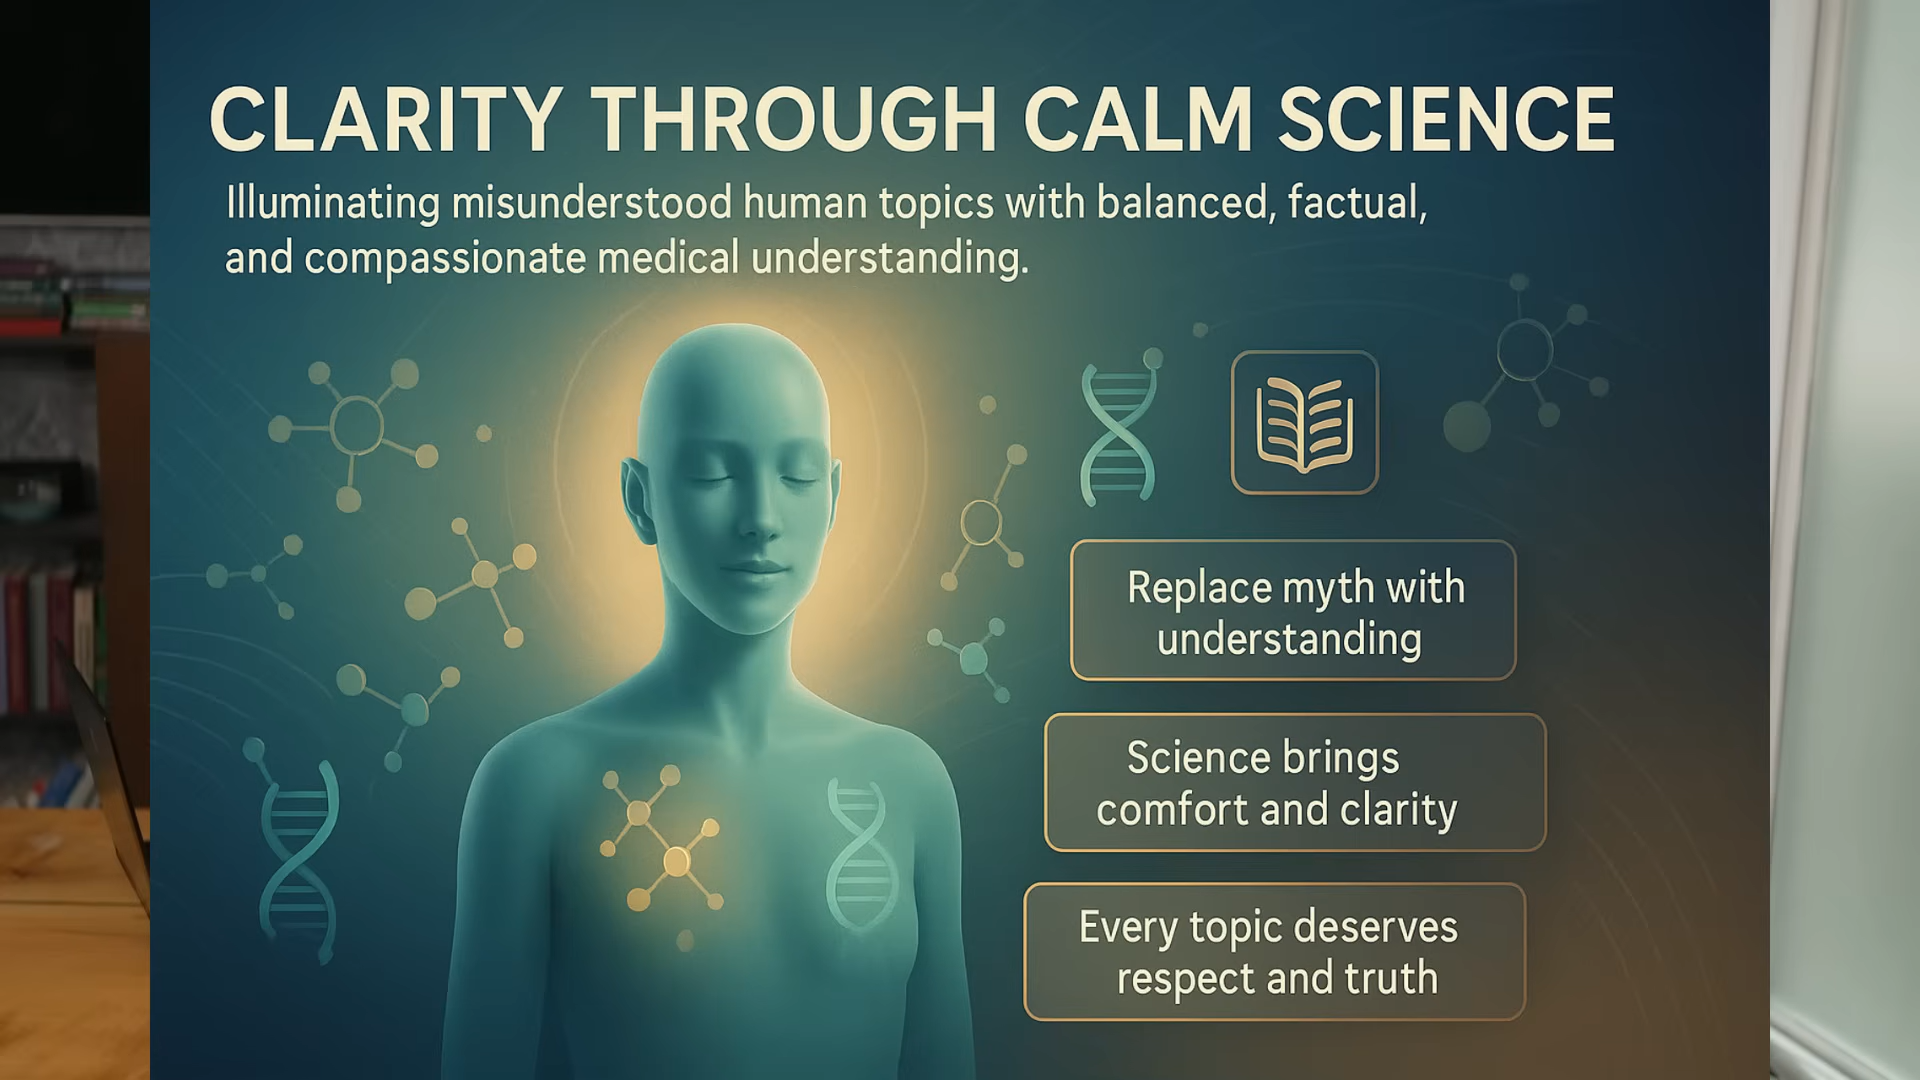 CLARITY THROUGH CALM SCIENCE
Illuminating misunderstood human topics with balanced, factual,
and compassionate medical understanding.
Replace myth with
understanding
Science brings
comfort and clarity
Every topic deserves
respect and truth